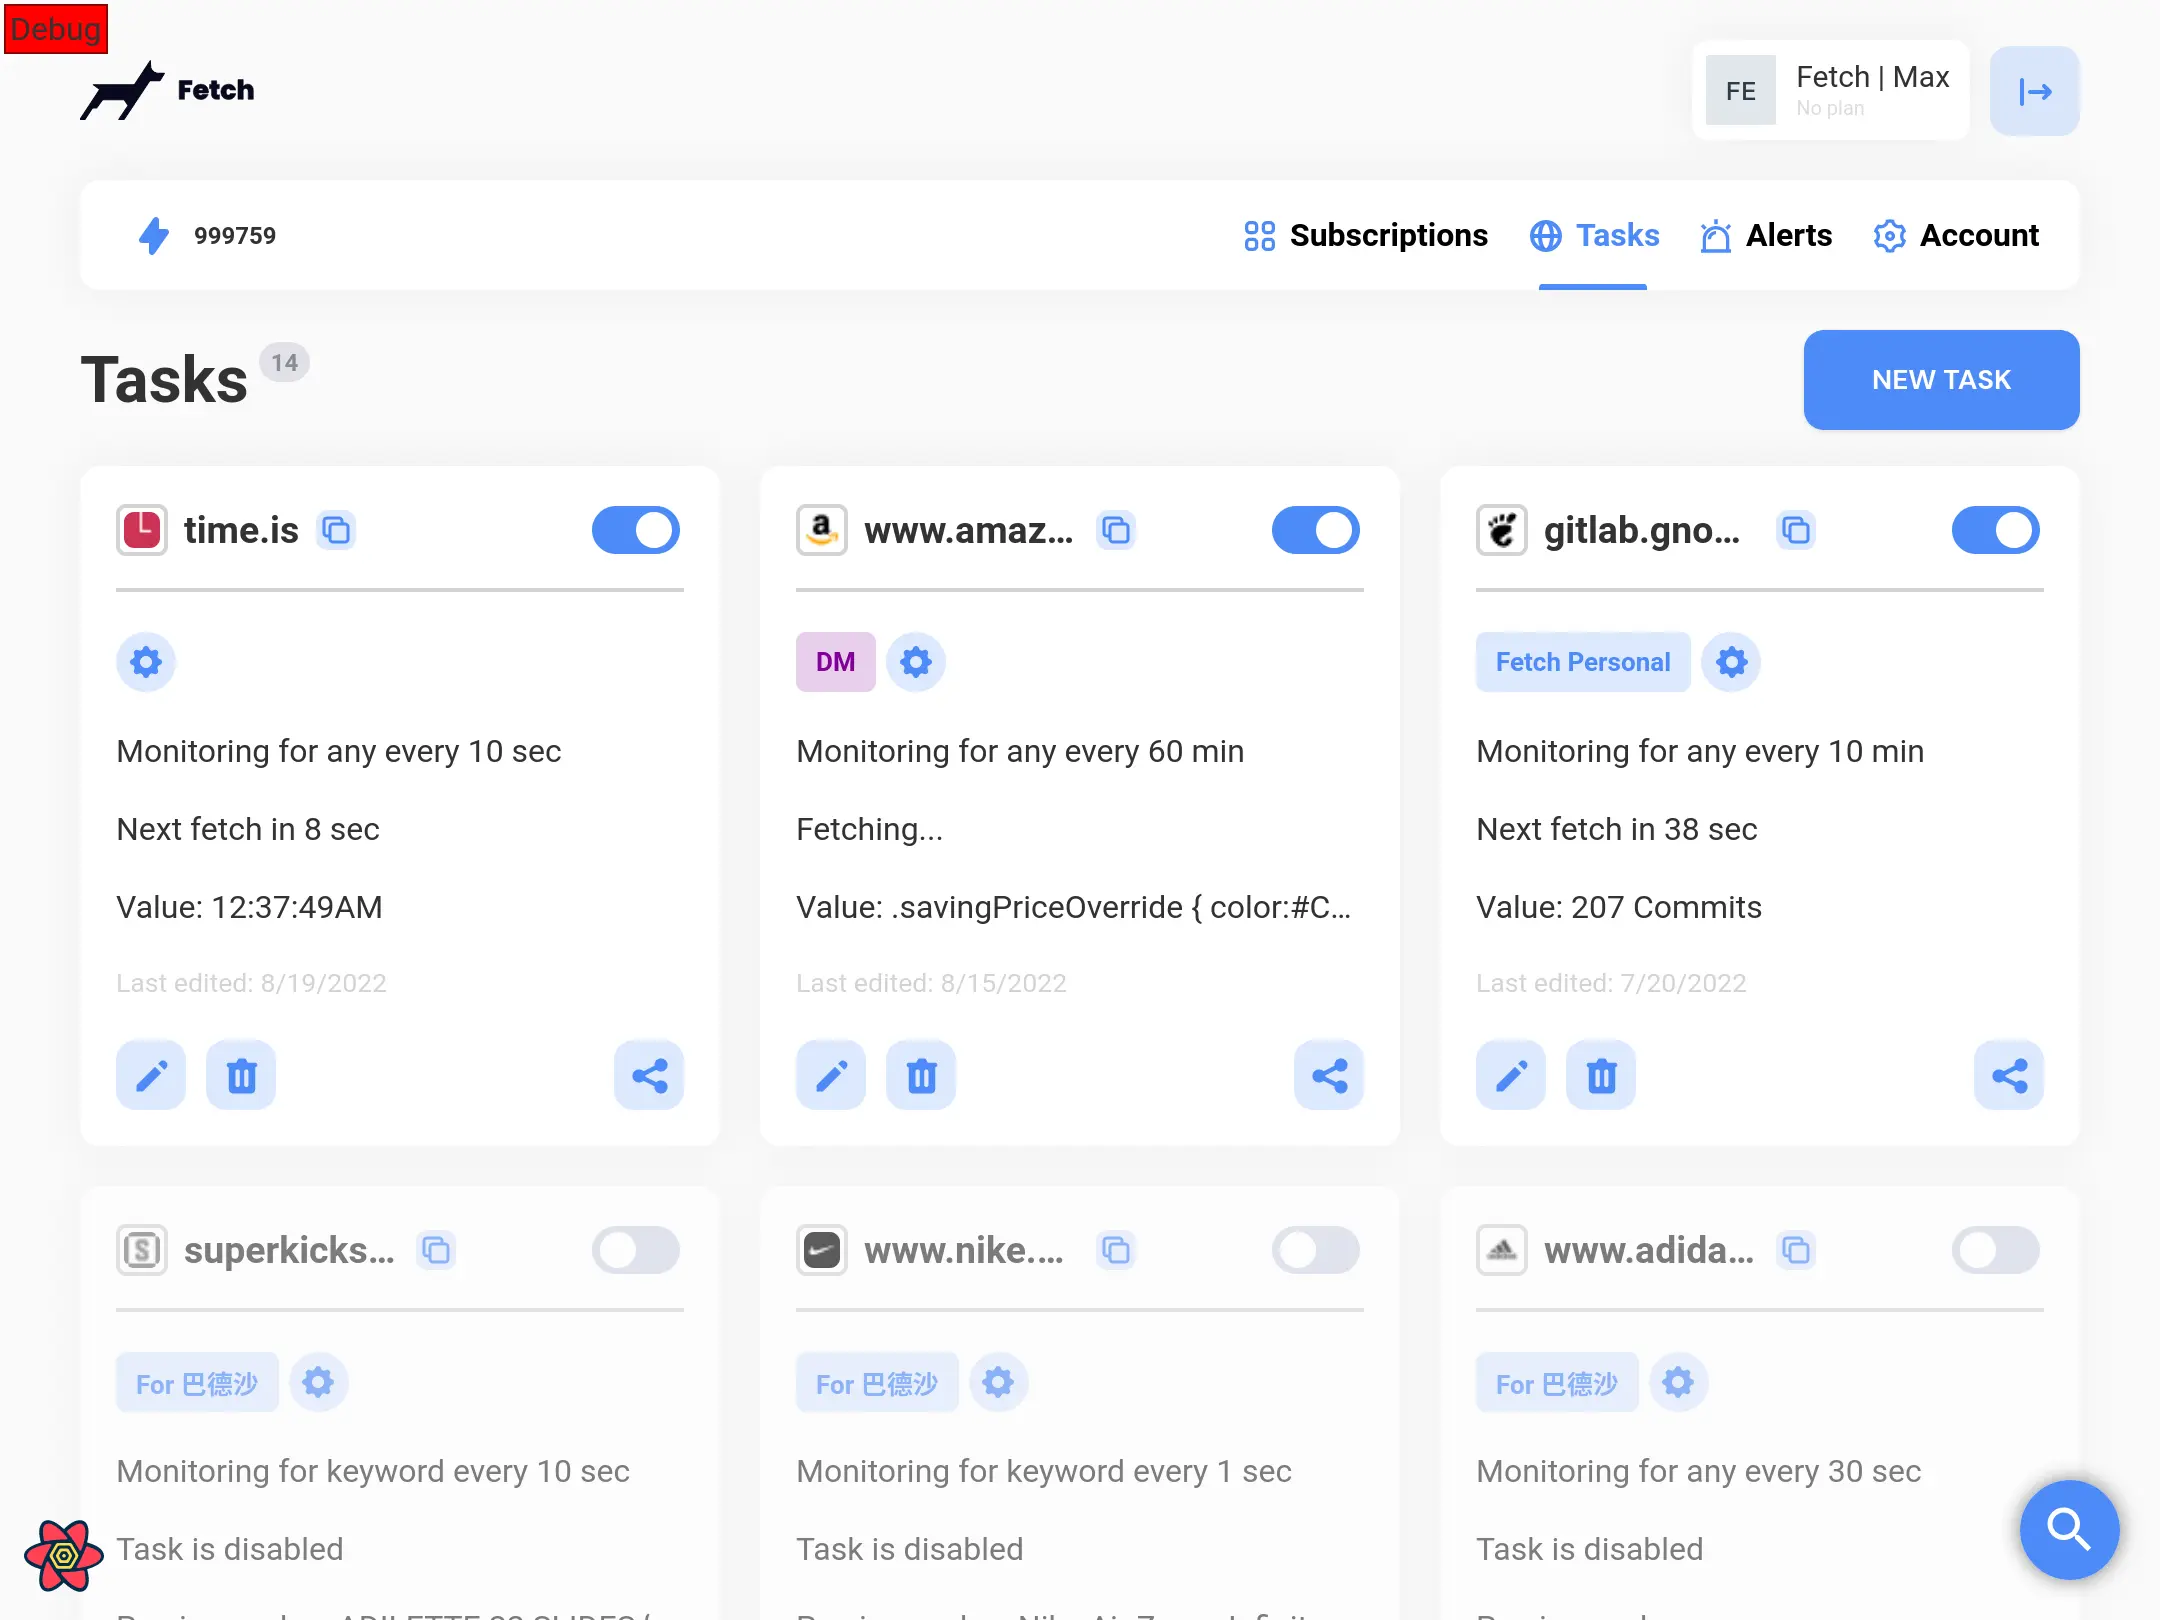 Debug
Fetch
FE
Fetch | Max
No plan
999759
Subscriptions
Tasks
Alerts
Account
Tasks 14
NEW TASK
time.is
Monitoring for any every 10 sec
Next fetch in 8 sec
Value: 12:37:49AM
Last edited: 8/19/2022
www.amaz...
DM
Monitoring for any every 60 min
Fetching...
Value: .savingPriceOverride { color:#C...
Last edited: 8/15/2022
gitlab.gno...
Fetch Personal
Monitoring for any every 10 min
Next fetch in 38 sec
Value: 207 Commits
Last edited: 7/20/2022
superkicks...
For 巴德沙
Monitoring for keyword every 10 sec
Task is disabled
www.nike....
For 巴德沙
Monitoring for keyword every 1 sec
Task is disabled
www.adida...
For 巴德沙
Monitoring for any every 30 sec
Task is disabled